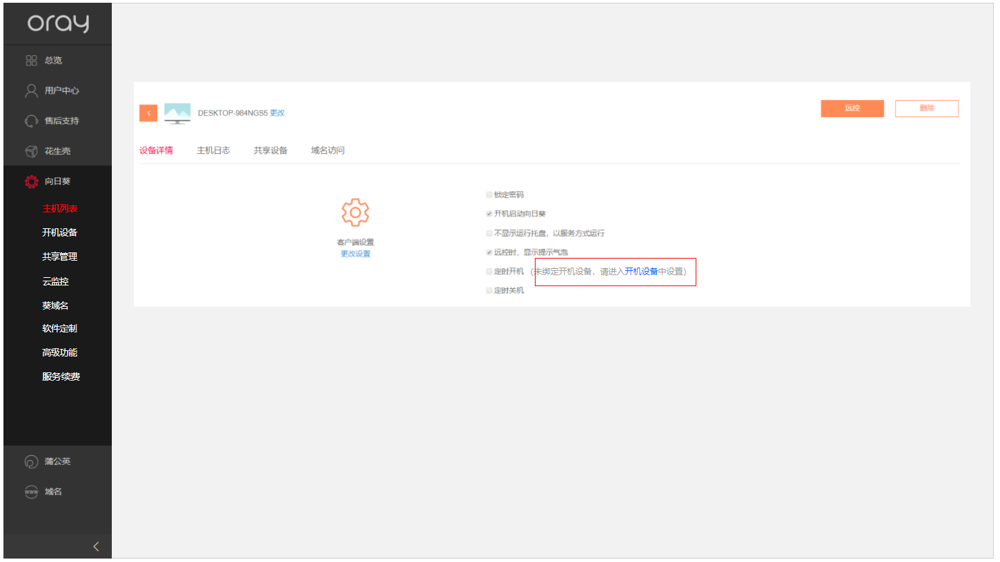 oray
总览
用户中心
售后支持
花生壳
向日葵
主机列表
开机设备
共享管理
云监控
葵域名
软件定制
高级功能
服务续费
蒲公英
www 域名
DESKTOP-984NGS5 更改
远控
删除
设备详情 主机日志 共享设备 域名访问
客户端设置
更改设置
锁定密码
开机启动向日葵
不显示运行托盘，以服务方式运行
远控时，显示提示气泡
定时开机 （未绑定开机设备，请进入开机设备中设置）
定时关机